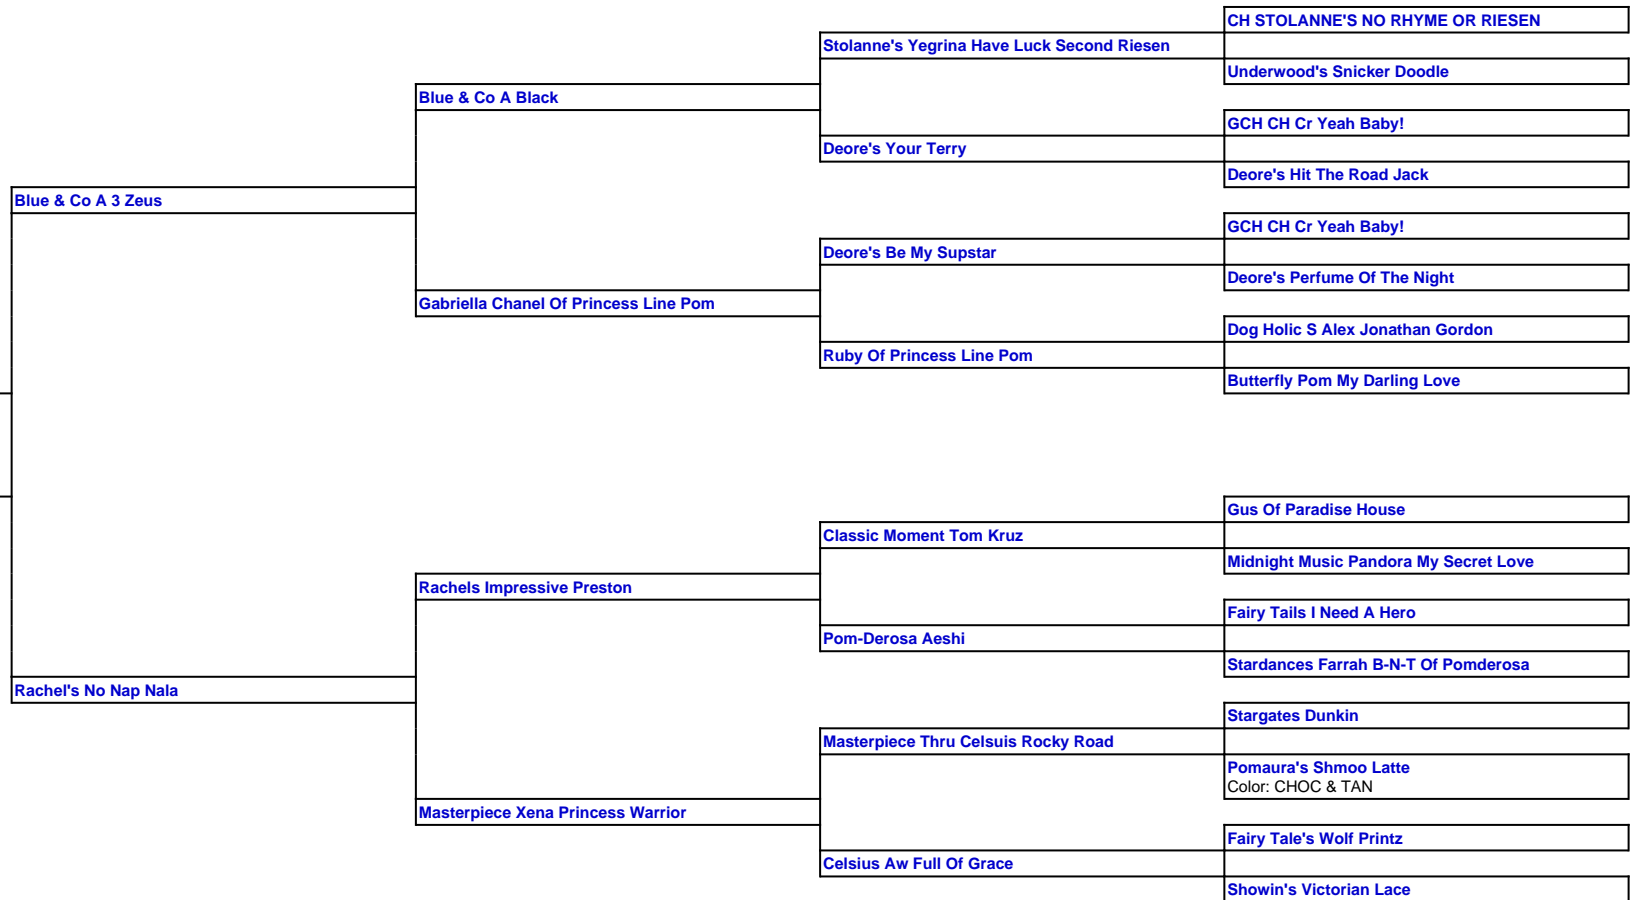 CH STOLANNE'S NO RHYME OR RIESEN
Stolanne's Yegrina Have Luck Second Riesen
Underwood's Snicker Doodle
Blue & Co A Black
GCH CH Cr Yeah Baby!
Deore's Your Terry
Deore's Hit The Road Jack
Blue & Co A 3 Zeus
GCH CH Cr Yeah Baby!
Deore's Be My Supstar
Deore's Perfume Of The Night
Gabriella Chanel Of Princess Line Pom
Dog Holic S Alex Jonathan Gordon
Ruby Of Princess Line Pom
Butterfly Pom My Darling Love
Gus Of Paradise House
Classic Moment Tom Kruz
Midnight Music Pandora My Secret Love
Rachels Impressive Preston
Fairy Tails I Need A Hero
Pom-Derosa Aeshi
Stardances Farrah B-N-T Of Pomderosa
Rachel's No Nap Nala
Stargates Dunkin
Masterpiece Thru Celsuis Rocky Road
Pomaura's Shmoo Latte
Color: CHOC & TAN
Masterpiece Xena Princess Warrior
Fairy Tale's Wolf Printz
Celsius Aw Full Of Grace
Showin's Victorian Lace